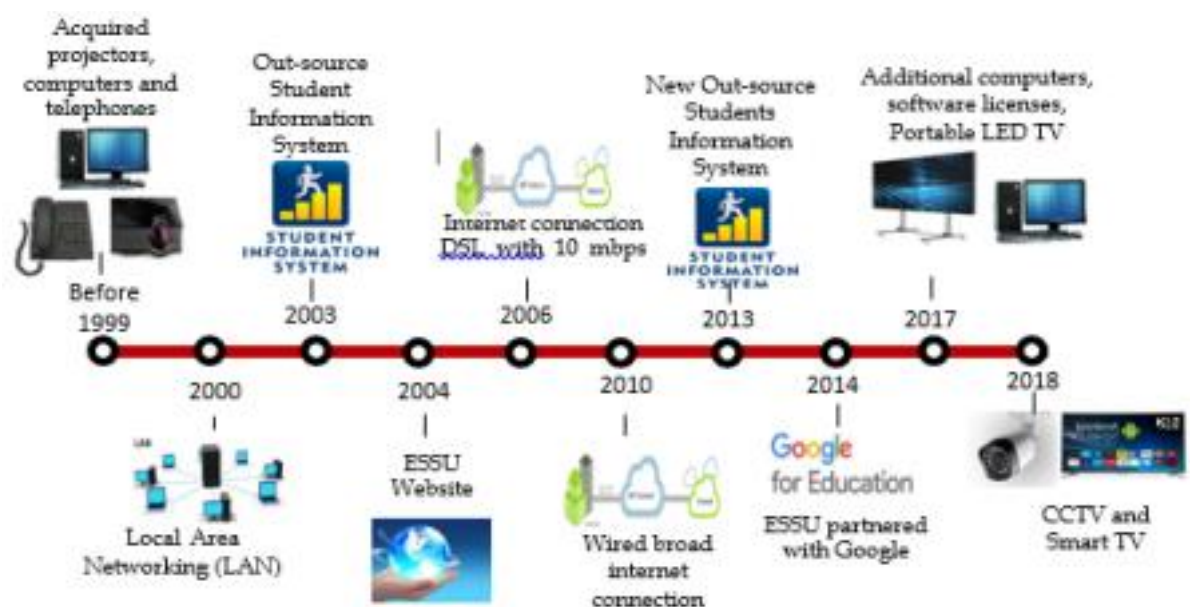 Acquired
projectors,
computers and
telephones
Before
1999
Out-source
Student
Information
System
STUDENT
INFORMATION
SYSTEM
2003
Internet connection
DSL with 10 mbps
2006
New Out-source
Students
Information
System
STUDENT
INFORMATION
SYSTEM
2013
Additional computers,
software licenses,
Portable LED TV
2017
2000
LAN
Local Area
Networking (LAN)
2004
ESSU
Website
2010
Wired broad
internet
connection
2014
Google
for Education
ESSU partnered
with Google
2018
CCTV and
Smart TV